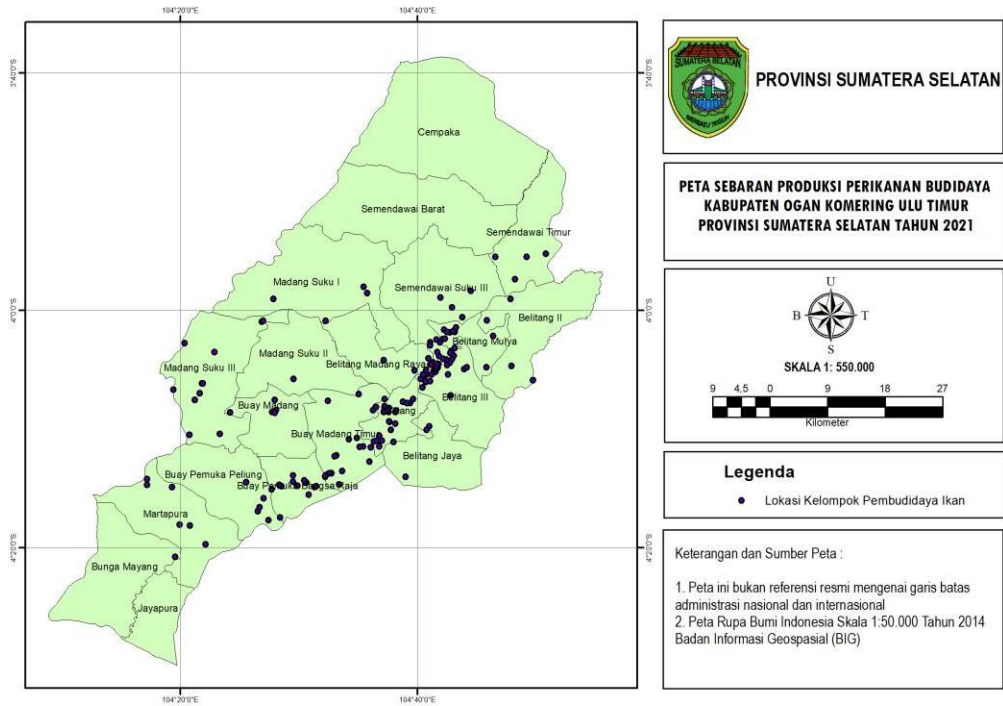 104°20'0"E
104°40'0"E
3°40'0"S
3°40'0"S
4°0'0"S
4°0'0"S
4°20'0"S
4°20'0"S
104°20'0"E
104°40'0"E
Cempaka
Semendawai Barat
Semendawai Timur
Madang Suku I
Semendawai Suku III
Belitang II
Madang Suku II
Belitang Madang Raya
Belitang Mulya
Madang Suku III
Belitang III
Buay Madang
Buay Madang Timur
Belitang Jaya
Buay Pemuka Peliung
Buay Pemuka Bangsa Raja
Martapura
Bunga Mayang
Jayapura
SUMATERA SELATAN
PROVINSI SUMATERA SELATAN
PETA SEBARAN PRODUKSI PERIKANAN BUDIDAYA
KABUPATEN OGAN KOMERING ULU TIMUR
PROVINSI SUMATERA SELATAN TAHUN 2021
U
B T
S
SKALA 1: 550.000
9 4,5 0 9 18 27
Kilometer
Legenda
Lokasi Kelompok Pembudidaya Ikan
Keterangan dan Sumber Peta :
1. Peta ini bukan referensi resmi mengenai garis batas
administrasi nasional dan internasional
2. Peta Rupa Bumi Indonesia Skala 1:50.000 Tahun 2014
Badan Informasi Geospasial (BIG)